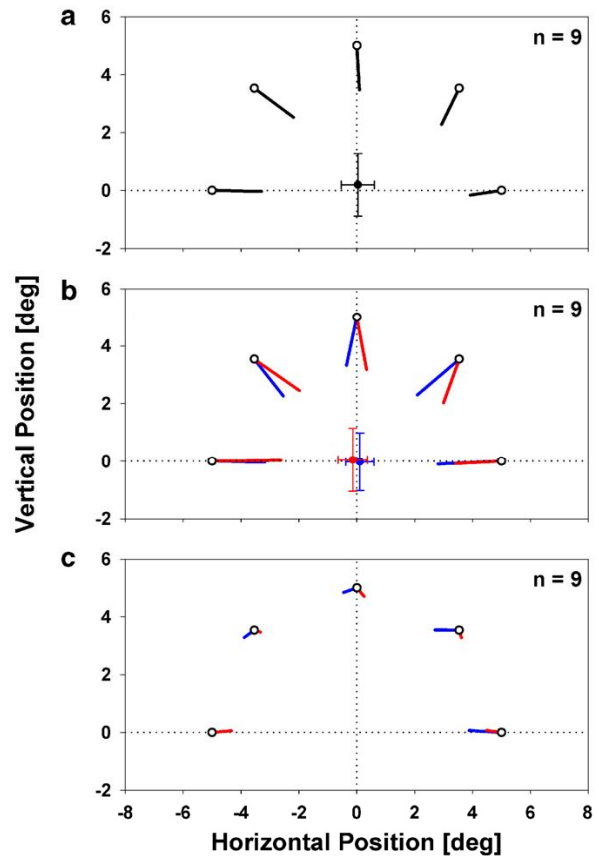 a
n = 9
6
4
2
0
-2
b
n = 9
6
4
2
0
-2
Vertical Position [deg]
c
n = 9
6
4
2
0
-2
-8 -6 -4 -2 0 2 4 6 8
Horizontal Position [deg]